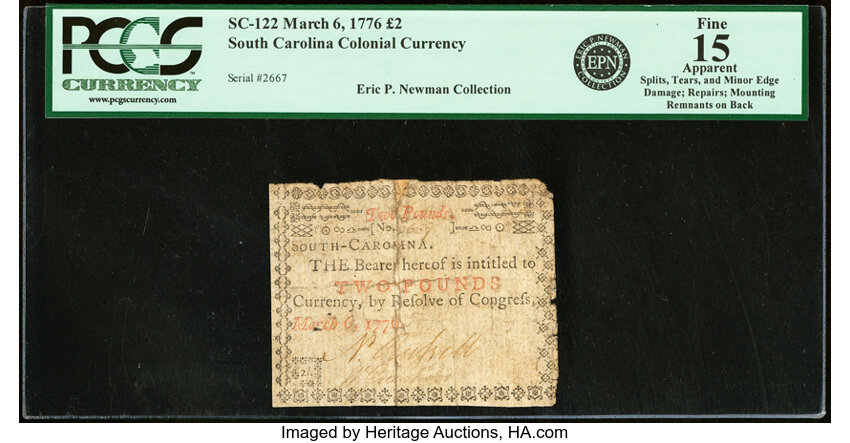 PCGS
CURRENCY
www.pcgscurrency.com
SC-122 March 6, 1776 £2
South Carolina Colonial Currency
Serial #2667
Eric P. Newman Collection
ERIC P. NEWMAN
EPN
COLLECTION
Fine
15
Apparent
Splits, Tears, and Minor Edge
Damage; Repairs; Mounting
Remnants on Back
Two Pounds.
[No. 2667 ]
SOUTH-CAROLINA.
THE Bearer hereof is intitled to
TWO POUNDS
Currency, by Reſolve of Congreſs,
March 6, 1776.
Imaged by Heritage Auctions, HA.com